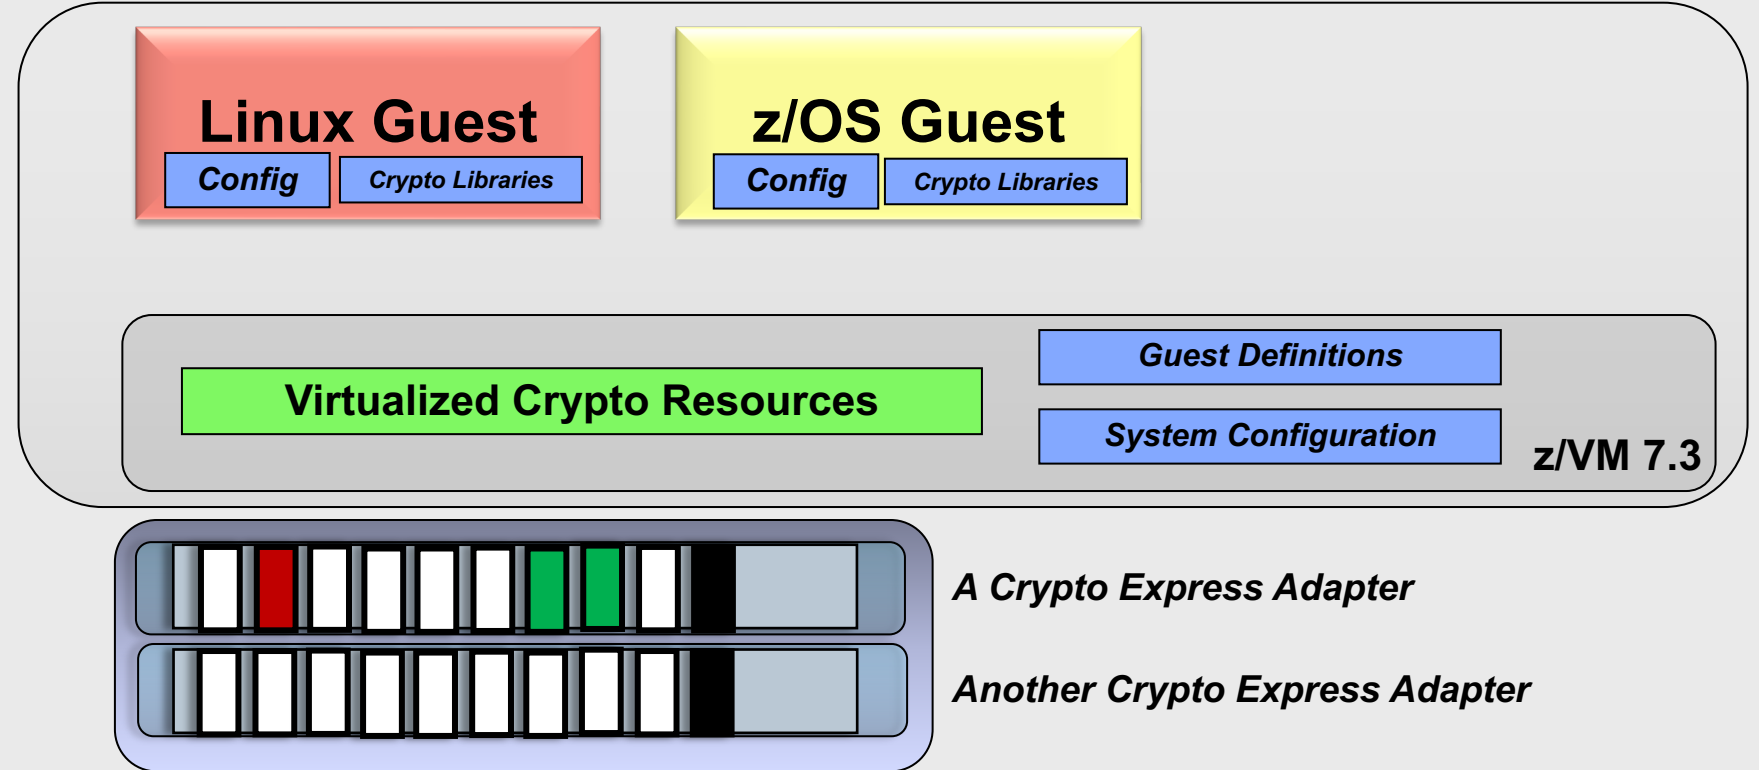 Linux Guest
Config
Crypto Libraries
z/OS Guest
Config
Crypto Libraries
Virtualized Crypto Resources
Guest Definitions
System Configuration
z/VM 7.3
A Crypto Express Adapter
Another Crypto Express Adapter